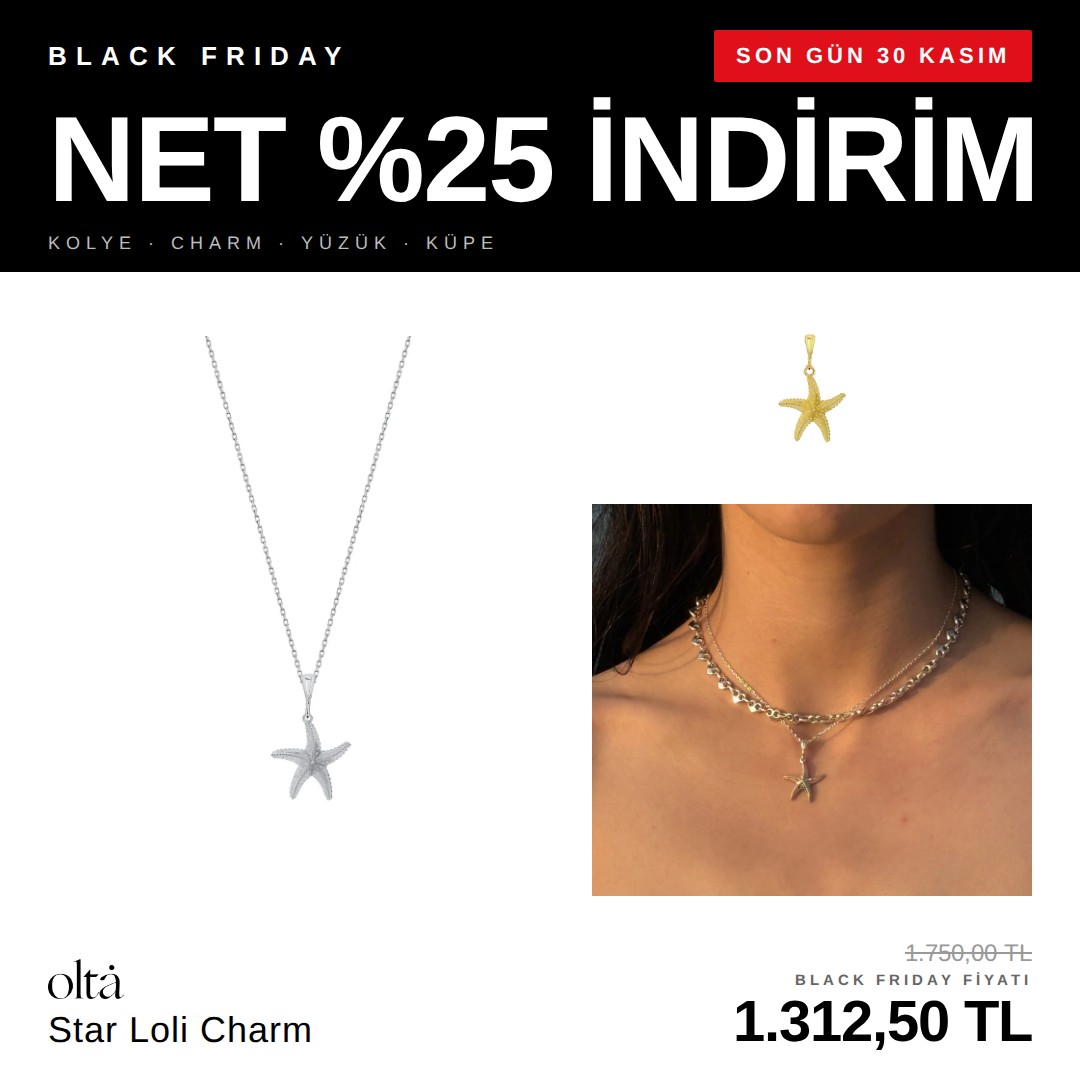 BLACK FRIDAY
SON GÜN 30 KASIM
NET %25 İNDİRİM
KOLYE · CHARM · YÜZÜK · KÜPE
1.750,00 TL
BLACK FRIDAY FİYATI
1.312,50 TL
olta
Star Loli Charm